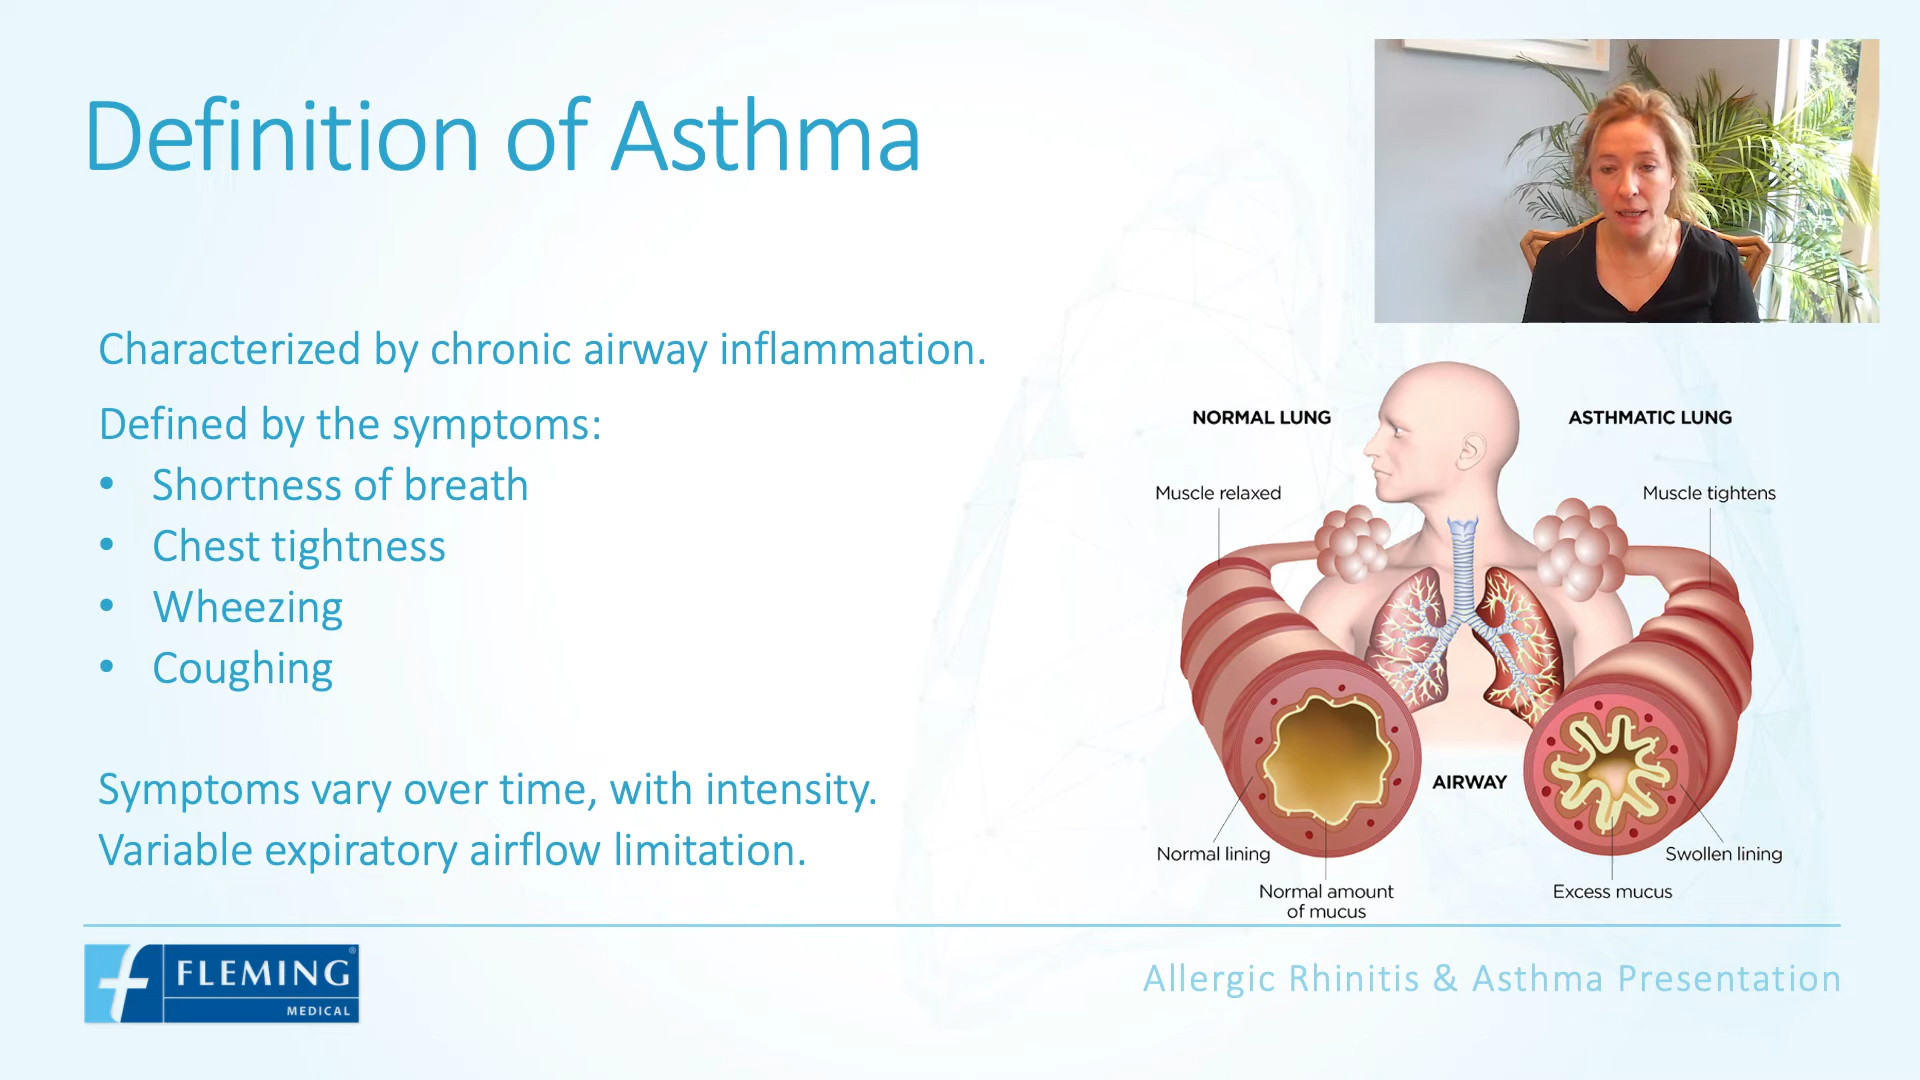 Definition of Asthma
Characterized by chronic airway inflammation.
Defined by the symptoms:
• Shortness of breath
• Chest tightness
• Wheezing
• Coughing
Symptoms vary over time, with intensity.
Variable expiratory airflow limitation.
NORMAL LUNG
ASTHMATIC LUNG
Muscle relaxed
Muscle tightens
AIRWAY
Normal lining
Swollen lining
Normal amount
of mucus
Excess mucus
FLEMING®
MEDICAL
Allergic Rhinitis & Asthma Presentation